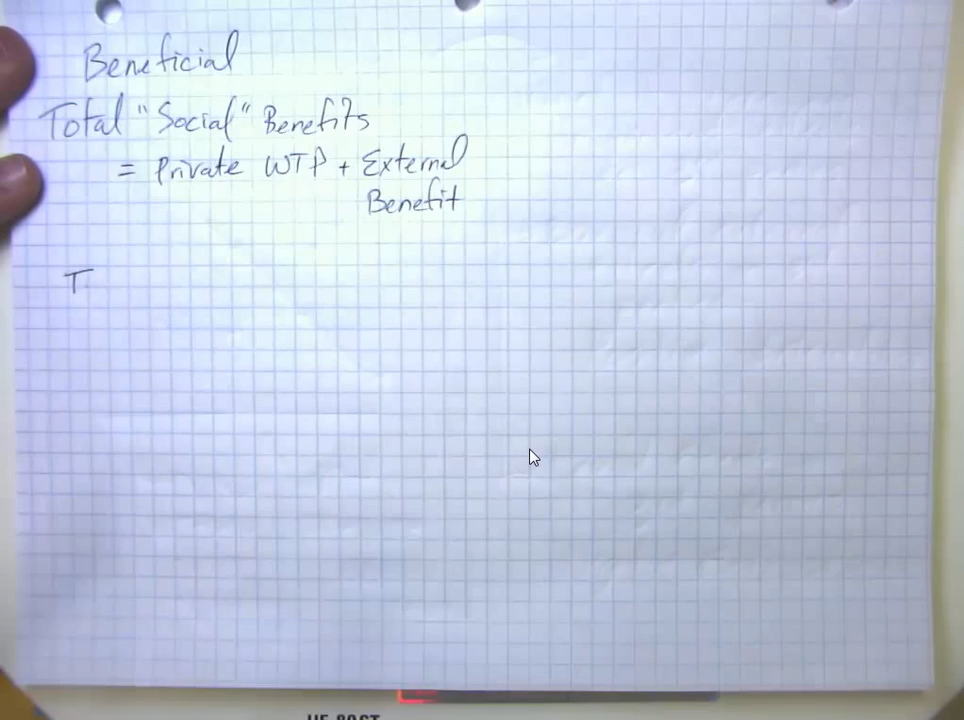 Beneficial
Total "Social" Benefits
= Private WTP + External
Benefit
T